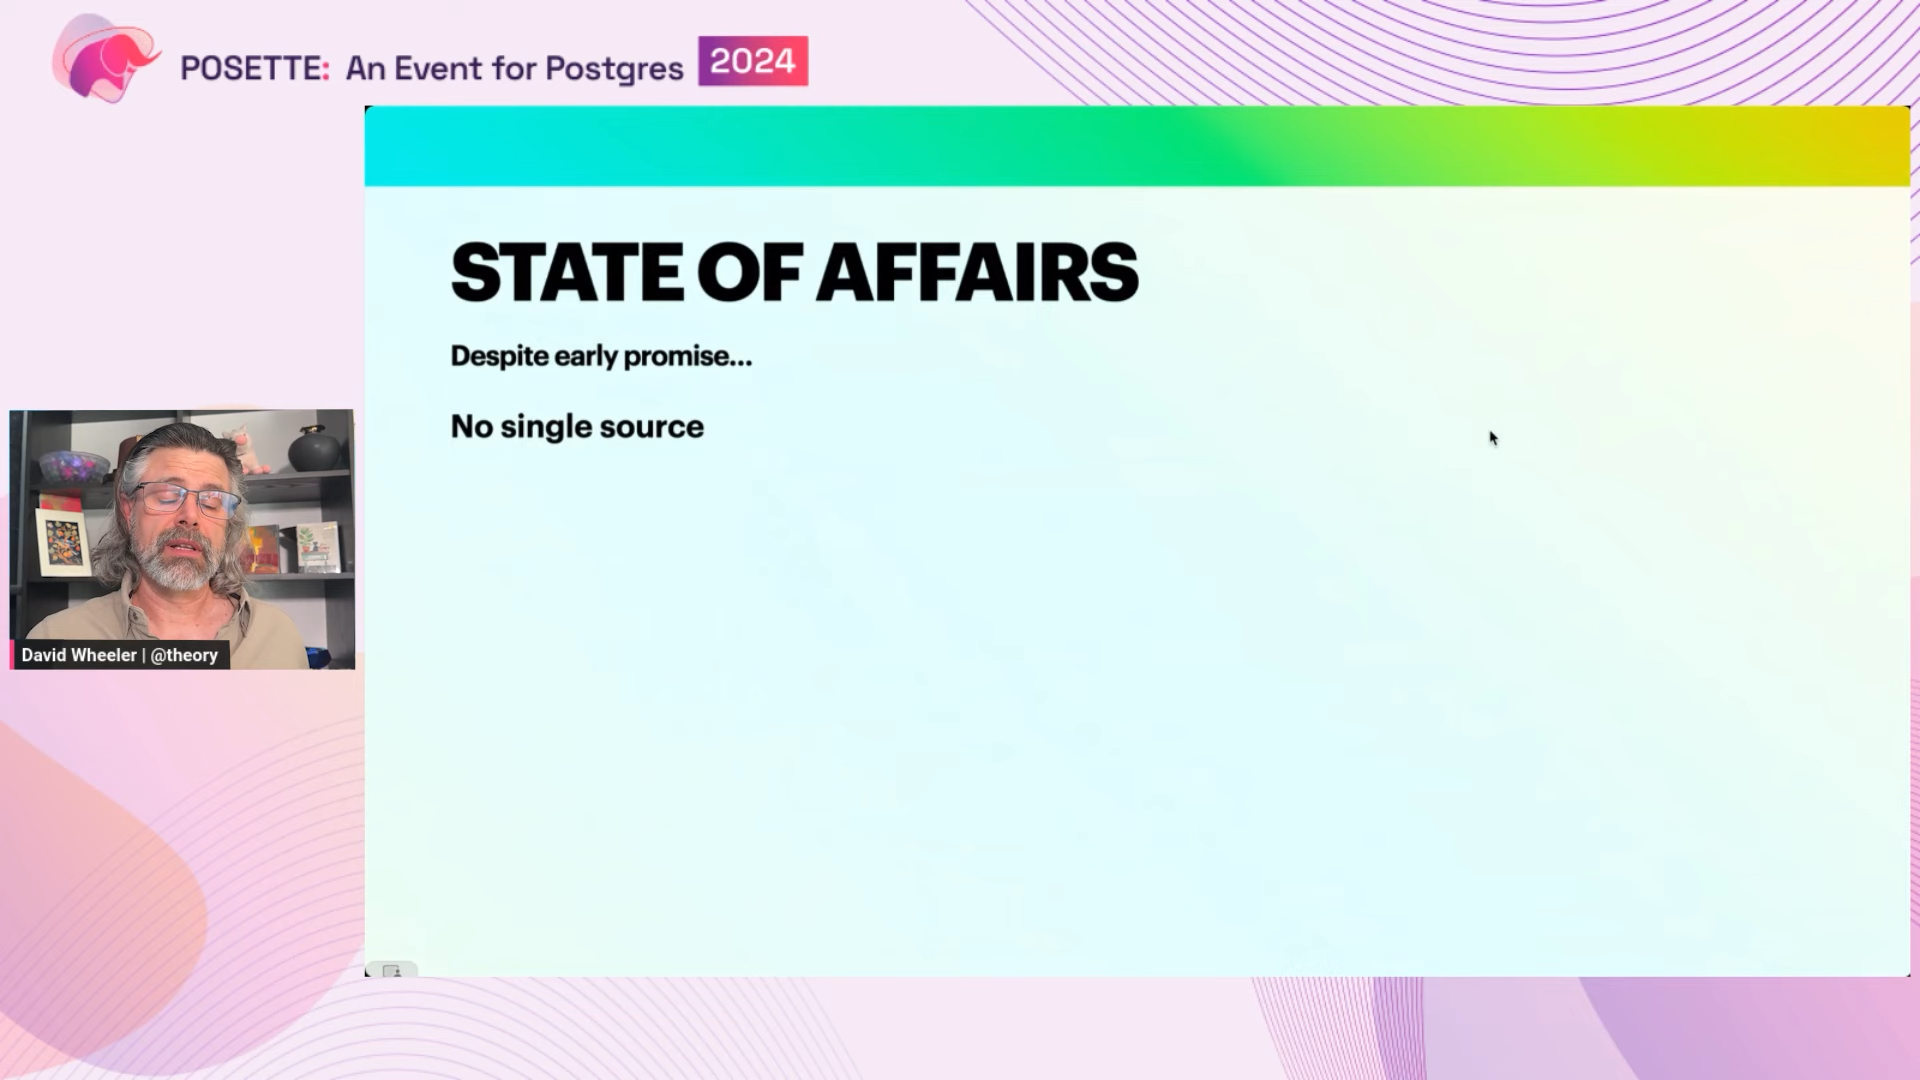 POSETTE: An Event for Postgres 2024
STATE OF AFFAIRS
Despite early promise...
No single source
David Wheeler | @theory